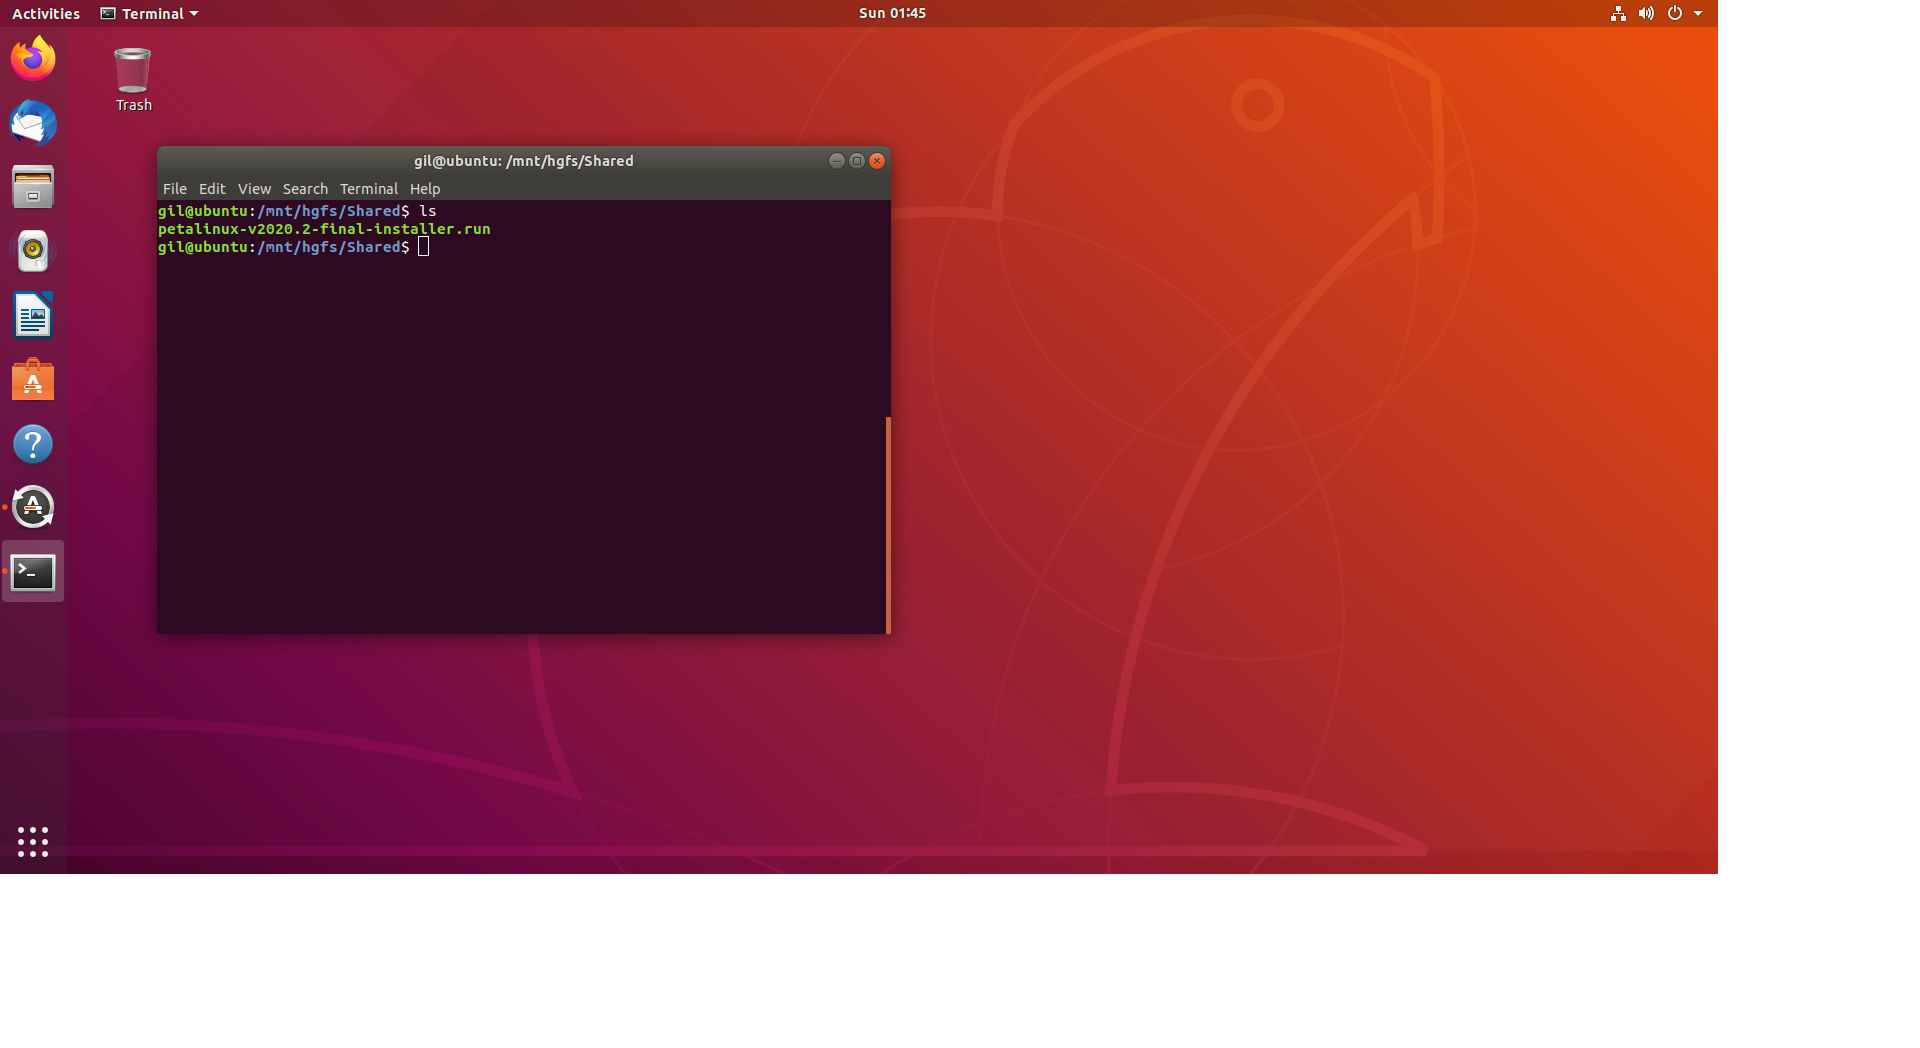 Activities Terminal Sun 01:45
Trash
gil@ubuntu: /mnt/hgfs/Shared
File Edit View Search Terminal Help
gil@ubuntu:/mnt/hgfs/Shared$ ls
petalinux-v2020.2-final-installer.run
gil@ubuntu:/mnt/hgfs/Shared$